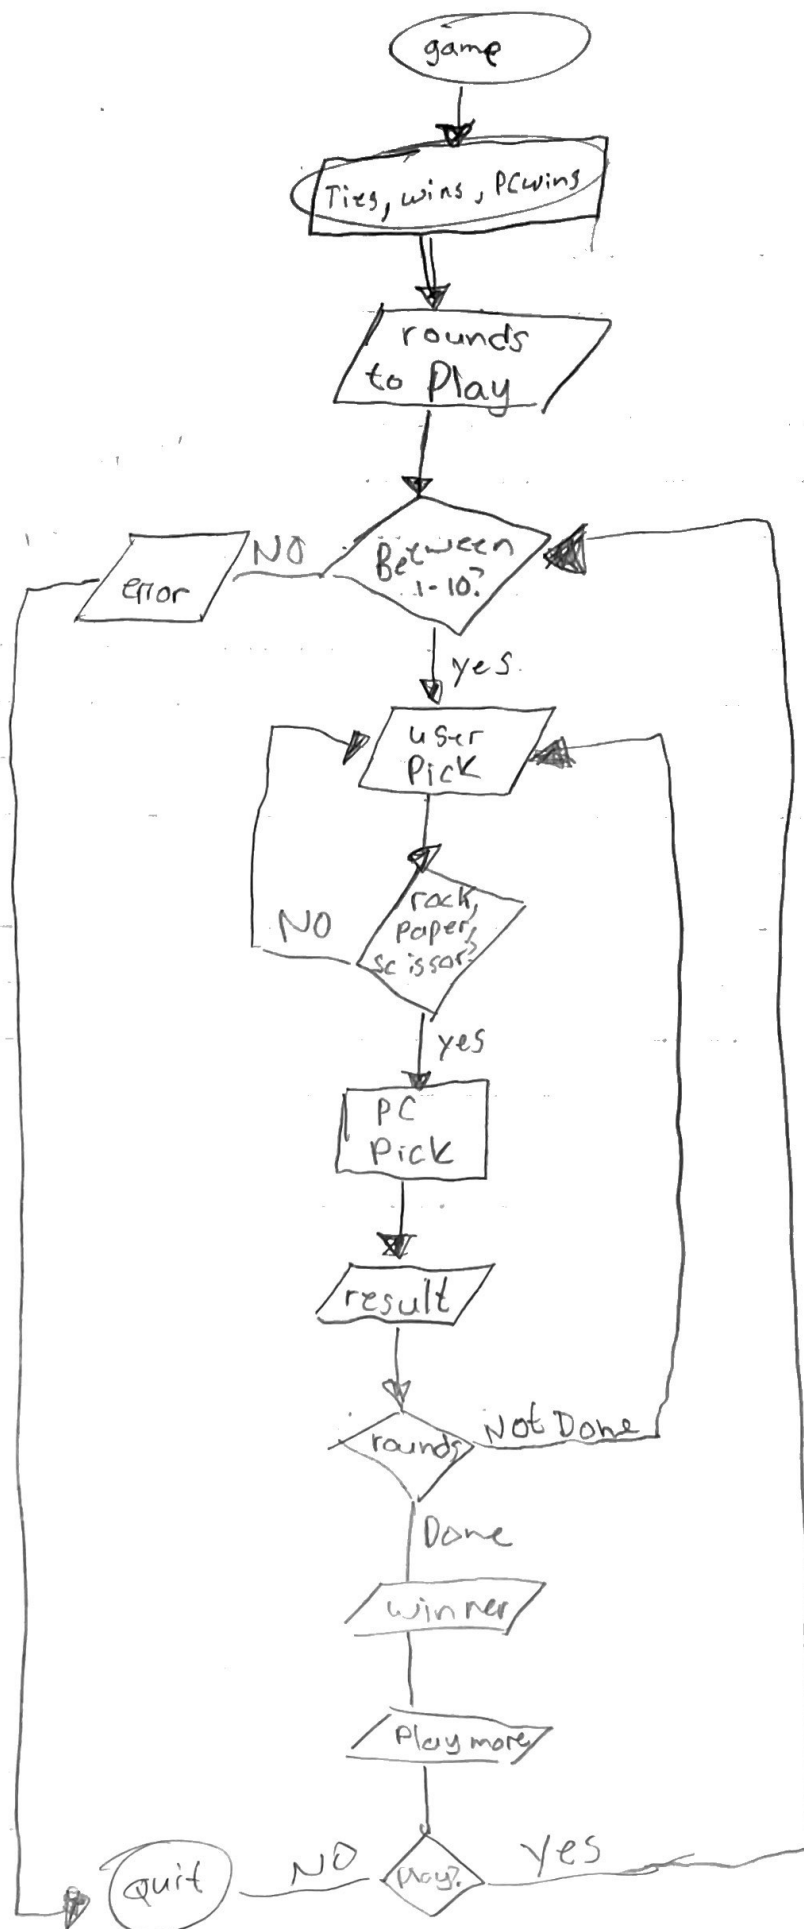 game
Ties, wins, PCwins
rounds
to Play
Between
1-10?
NO
error
yes
user
Pick
rock,
paper,
scissor?
NO
yes
PC
Pick
result
rounds
Not Done
Done
winner
Play more
Play?
Yes
NO
quit